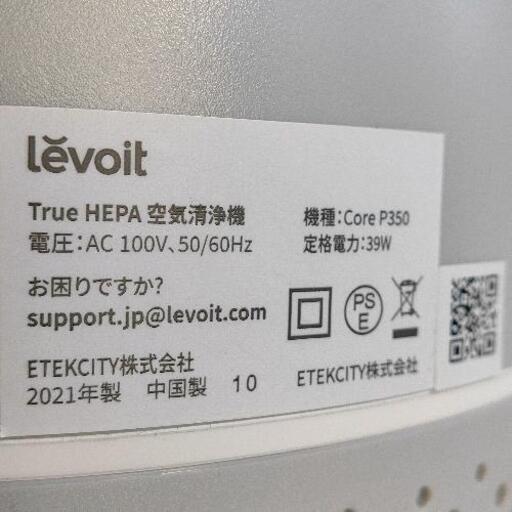 levoit
True HEPA 空気清浄機
機種:Core P350
電圧:AC 100V、50/60Hz
定格電力:39W
お困りですか?
support.jp@levoit.com
PS
E
ETEKCITY株式会社
2021年製 中国製 10
ETEKCITY株式会社